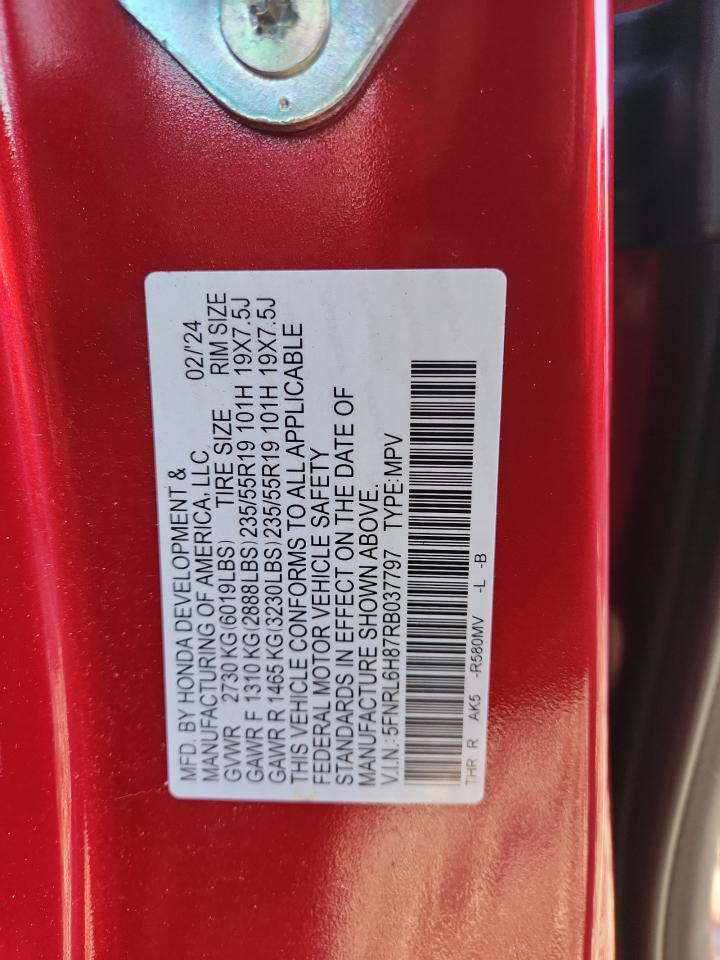 MFD. BY HONDA DEVELOPMENT &
MANUFACTURING OF AMERICA, LLC 02/'24
GVWR 2730 KG(6019LBS) TIRE SIZE RIM SIZE
GAWR F 1310 KG(2888LBS)235/55R19 101H 19X7.5J
GAWR R 1465 KG(3230LBS)235/55R19 101H 19X7.5J
THIS VEHICLE CONFORMS TO ALL APPLICABLE
FEDERAL MOTOR VEHICLE SAFETY
STANDARDS IN EFFECT ON THE DATE OF
MANUFACTURE SHOWN ABOVE.
V.I.N.:5FNRL6H87RB037797 TYPE:MPV
THR R AK5 -R580MV -L -B